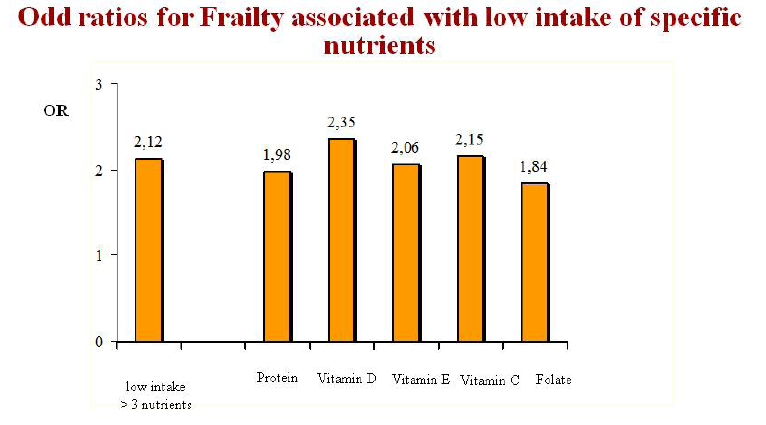 Odd ratios for Frailty associated with low intake of specific
nutrients
3
OR
2,35
2,12
2,15
2,06
1,98
1,84
2
1
0
Protein Vitamin D Vitamin E Vitamin C Folate
low intake
> 3 nutrients